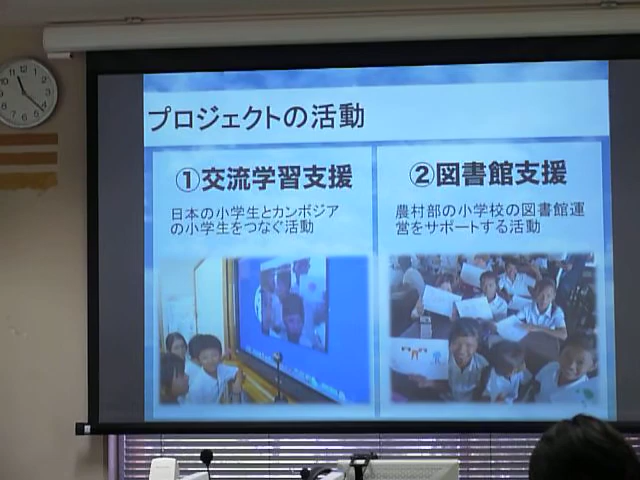 プロジェクトの活動
①交流学習支援
日本の小学生とカンボジア
の小学生をつなぐ活動
②図書館支援
農村部の小学校の図書館運
営をサポートする活動